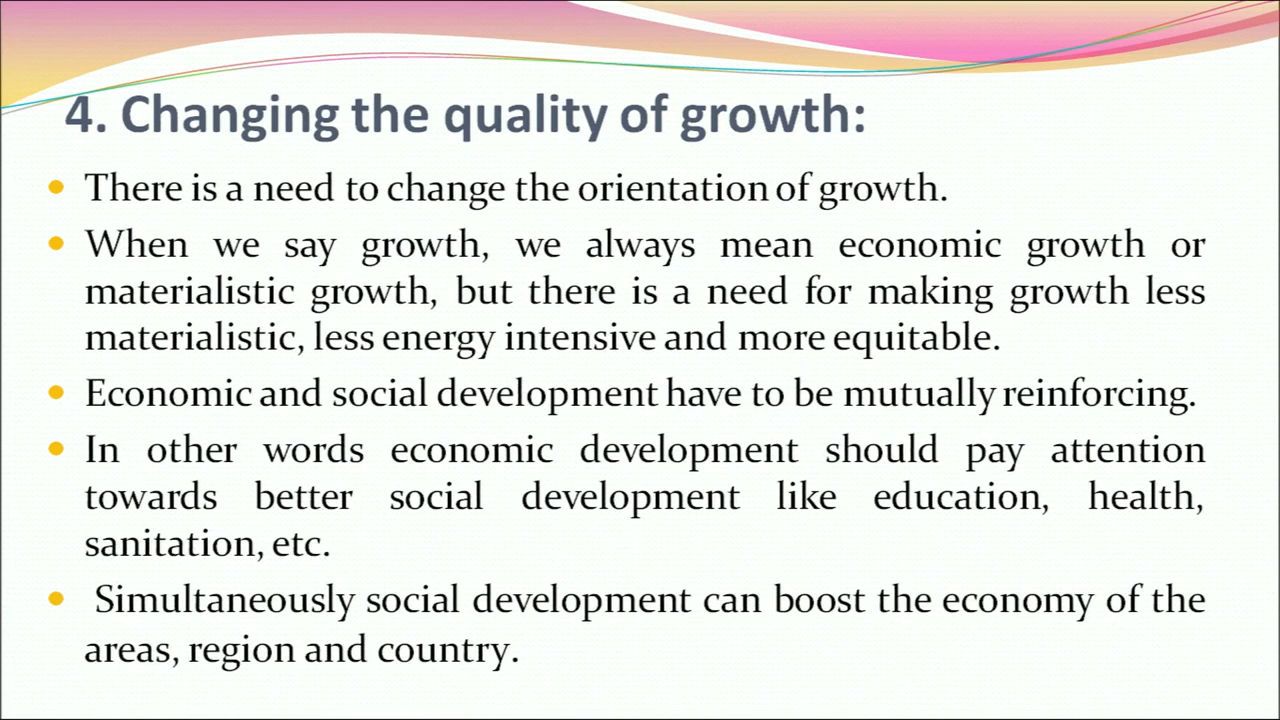 4. Changing the quality of growth:
There is a need to change the orientation of growth.
When we say growth, we always mean economic growth or
materialistic growth, but there is a need for making growth less
materialistic, less energy intensive and more equitable.
Economic and social development have to be mutually reinforcing.
In other words economic development should pay attention
towards better social development like education, health,
sanitation, etc.
Simultaneously social development can boost the economy of the
areas, region and country.